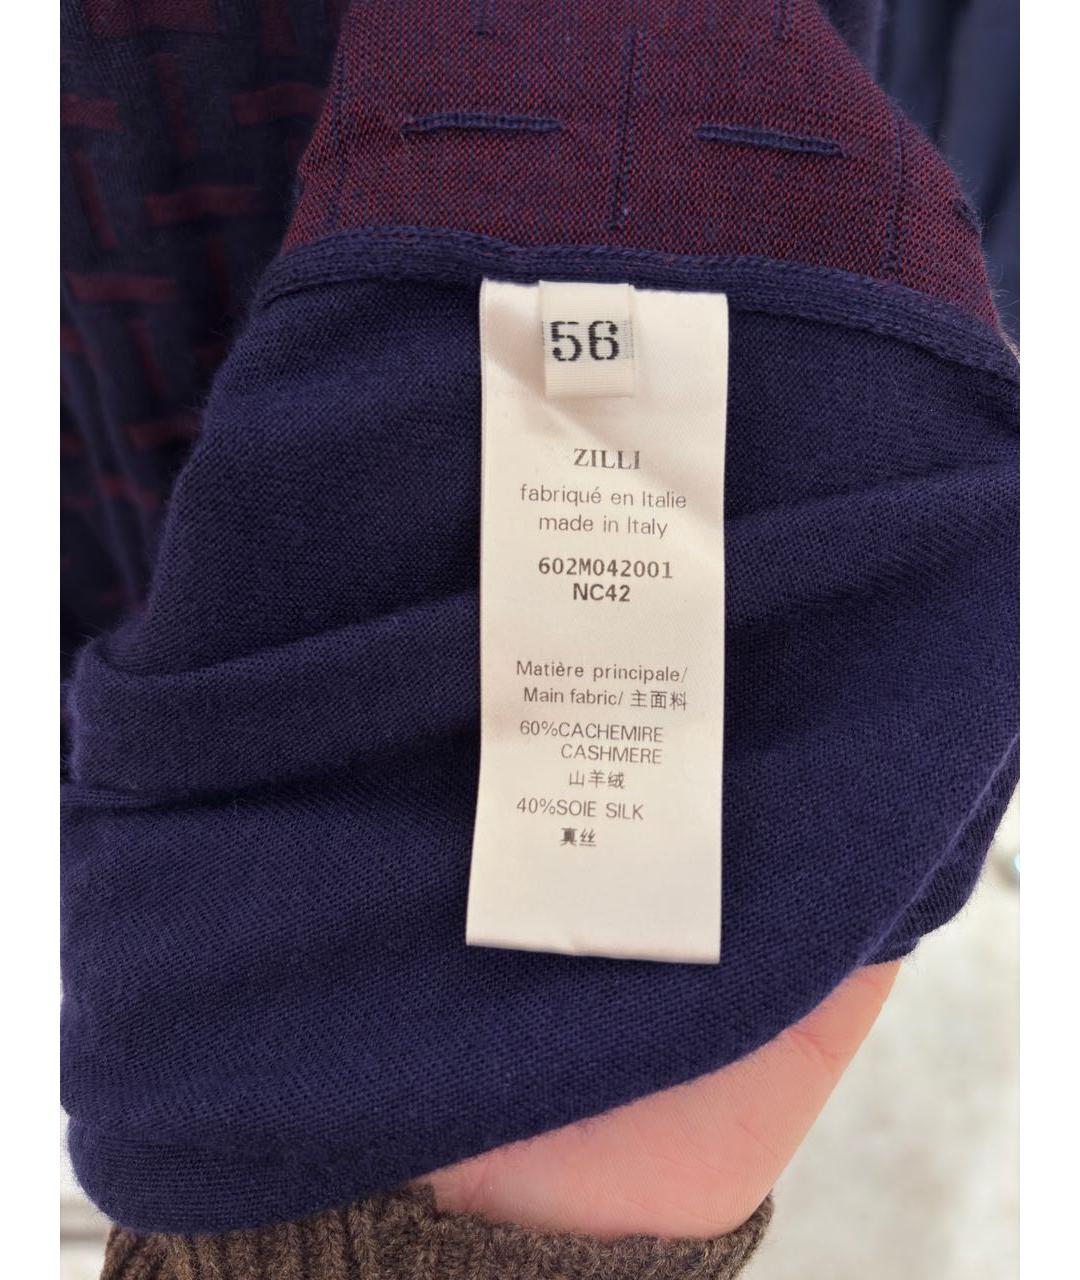 56
ZILLI
fabriqué en Italie
made in Italy
602M042001
NC42
Matière principale/
Main fabric/ 主面料
60%CACHEMIRE
CASHMERE
山羊绒
40%SOIE SILK
真丝